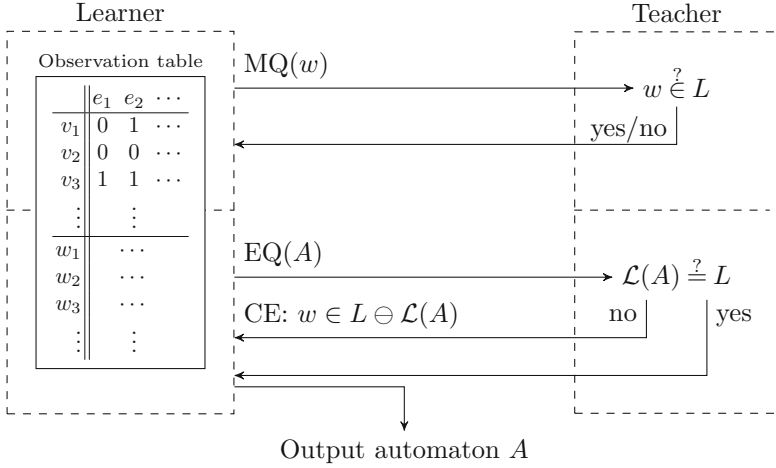 Learner
Teacher
Observation table
e₁ e₂ ⋯
v₁ 0 1 ⋯
v₂ 0 0 ⋯
v₃ 1 1 ⋯
⋮ ⋮
w₁ ⋯
w₂ ⋯
w₃ ⋯
⋮ ⋮
MQ(w)
w ∈? L
yes/no
EQ(A)
ℒ(A) =? L
CE: w ∈ L ⊖ ℒ(A)
no
yes
Output automaton A